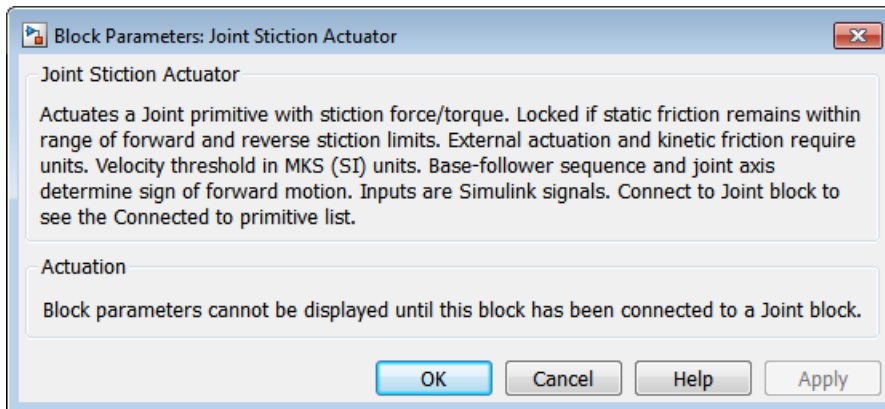 Block Parameters: Joint Stiction Actuator
Joint Stiction Actuator
Actuates a Joint primitive with stiction force/torque. Locked if static friction remains within
range of forward and reverse stiction limits. External actuation and kinetic friction require
units. Velocity threshold in MKS (SI) units. Base-follower sequence and joint axis
determine sign of forward motion. Inputs are Simulink signals. Connect to Joint block to
see the Connected to primitive list.
Actuation
Block parameters cannot be displayed until this block has been connected to a Joint block.
OK Cancel Help Apply